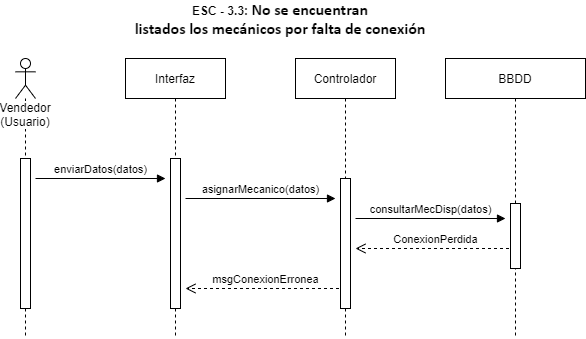 ESC - 3.3: No se encuentran
listados los mecánicos por falta de conexión
Vendedor
(Usuario)
Interfaz
Controlador
BBDD
enviarDatos(datos)
asignarMecanico(datos)
consultarMecDisp(datos)
ConexionPerdida
msgConexionErronea